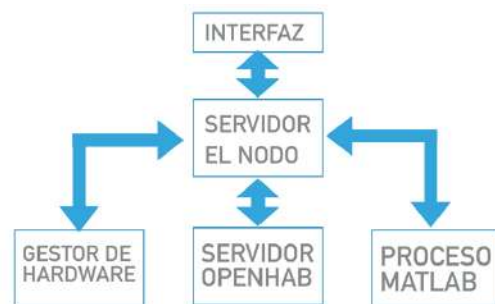 INTERFAZ
SERVIDOR
EL NODO
GESTOR DE
HARDWARE
SERVIDOR
OPENHAB
PROCESO
MATLAB